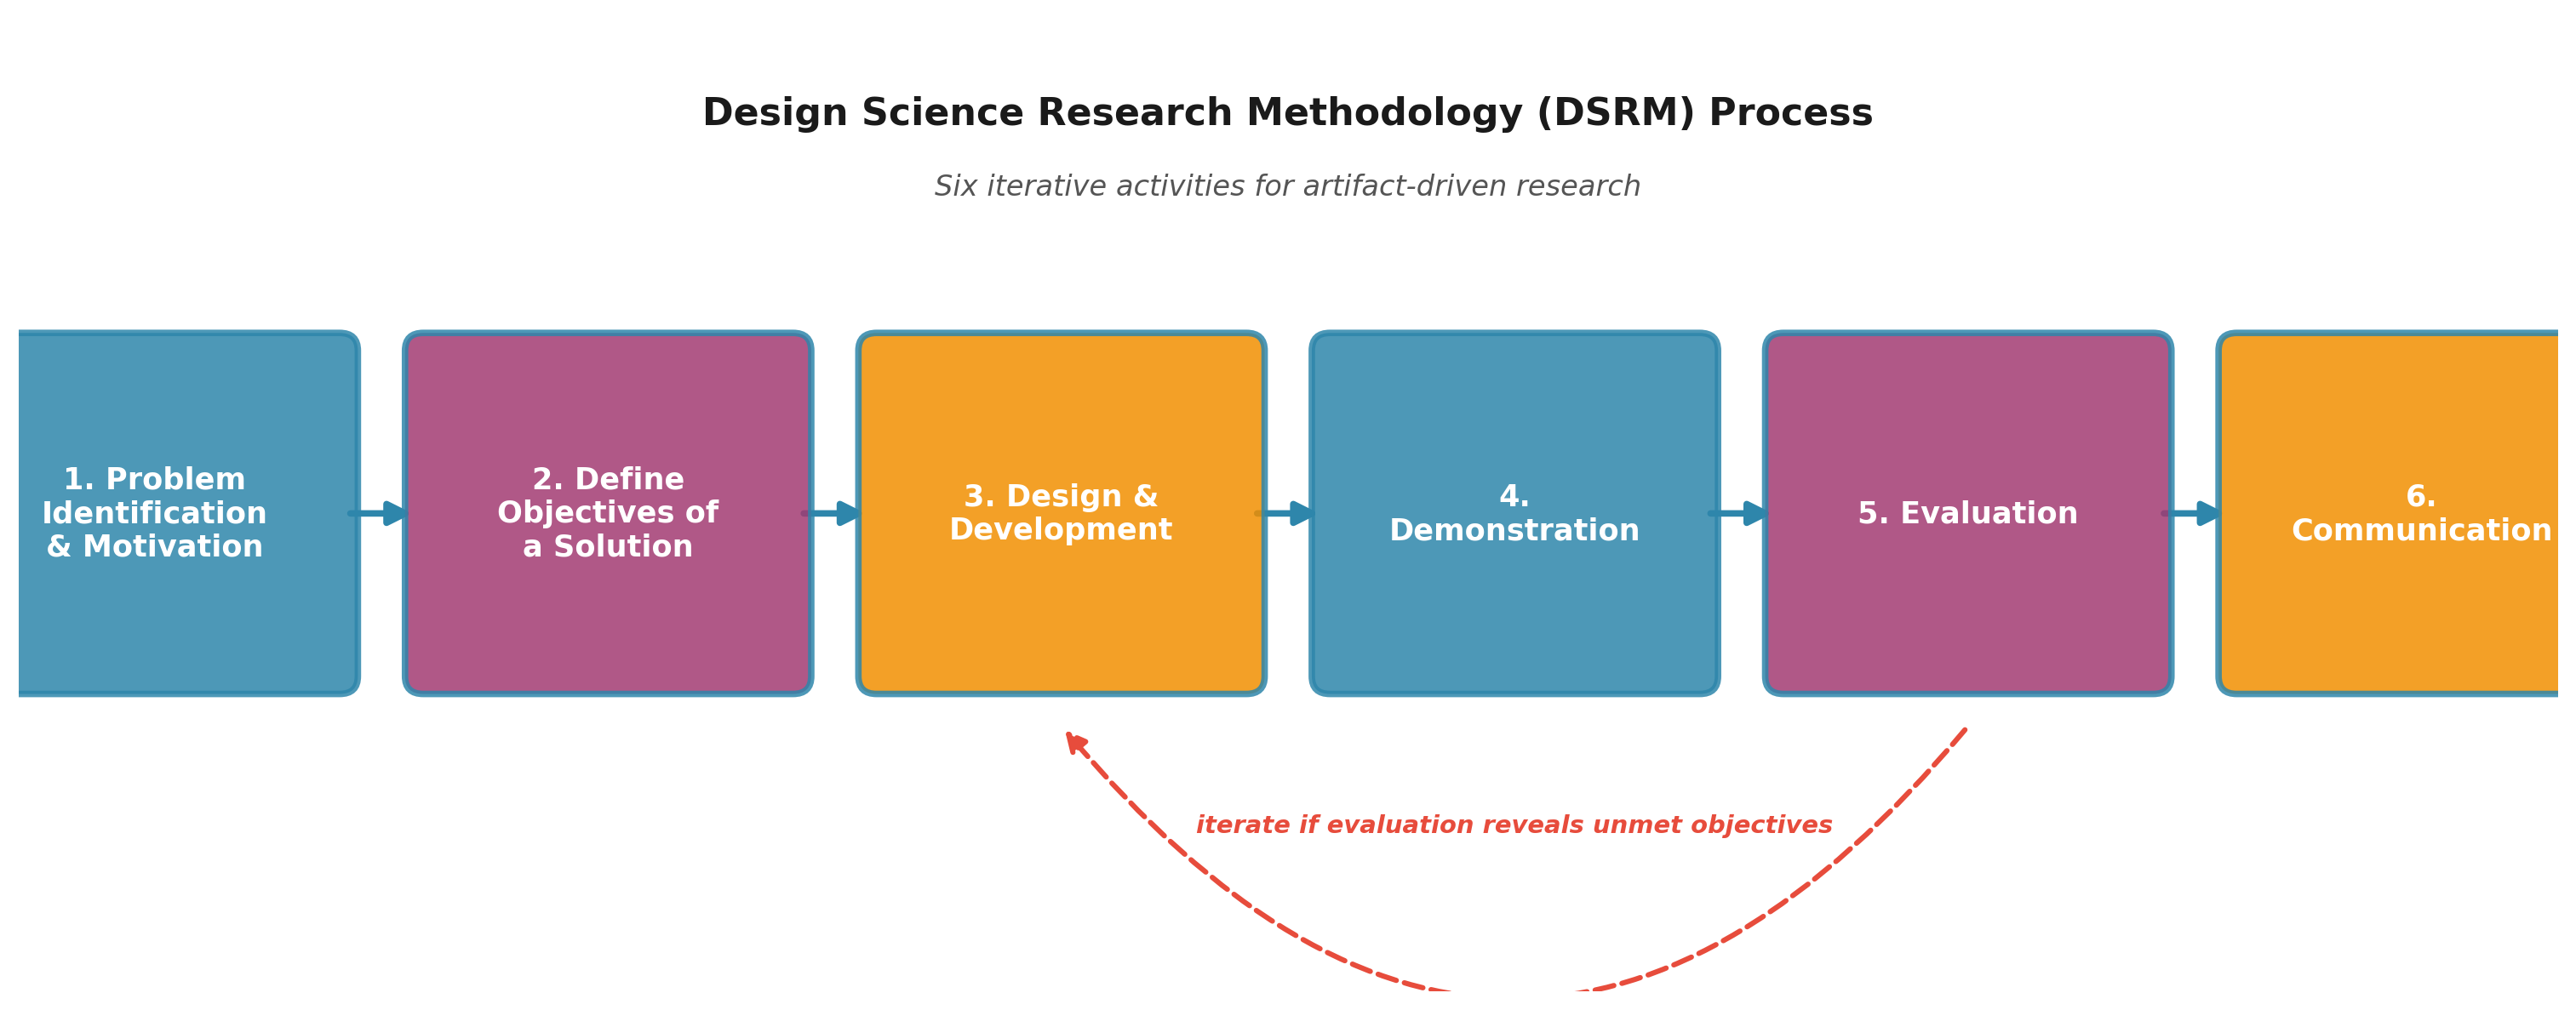 Design Science Research Methodology (DSRM) Process
Six iterative activities for artifact-driven research
1. Problem
Identification
& Motivation
2. Define
Objectives of
a Solution
3. Design &
Development
4.
Demonstration
5. Evaluation
6.
Communication
iterate if evaluation reveals unmet objectives